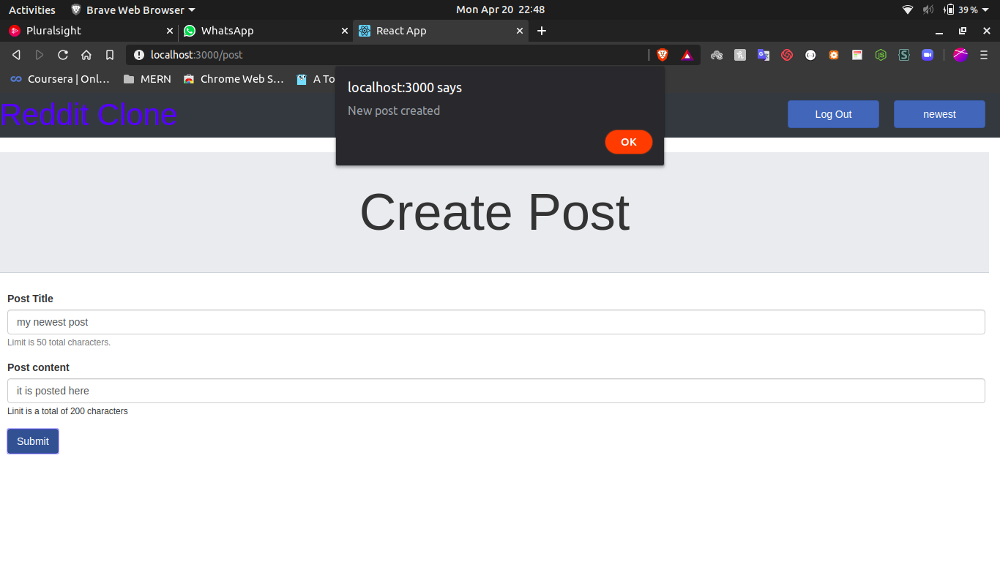 Activities Brave Web Browser Mon Apr 20 22:48 39 %
Pluralsight WhatsApp React App
localhost:3000/post
Coursera | Onl... MERN Chrome Web S... A To
localhost:3000 says
New post created
OK
Reddit Clone Log Out newest
Create Post
Post Title
my newest post
Limit is 50 total characters.
Post content
it is posted here
Linit is a total of 200 characters
Submit